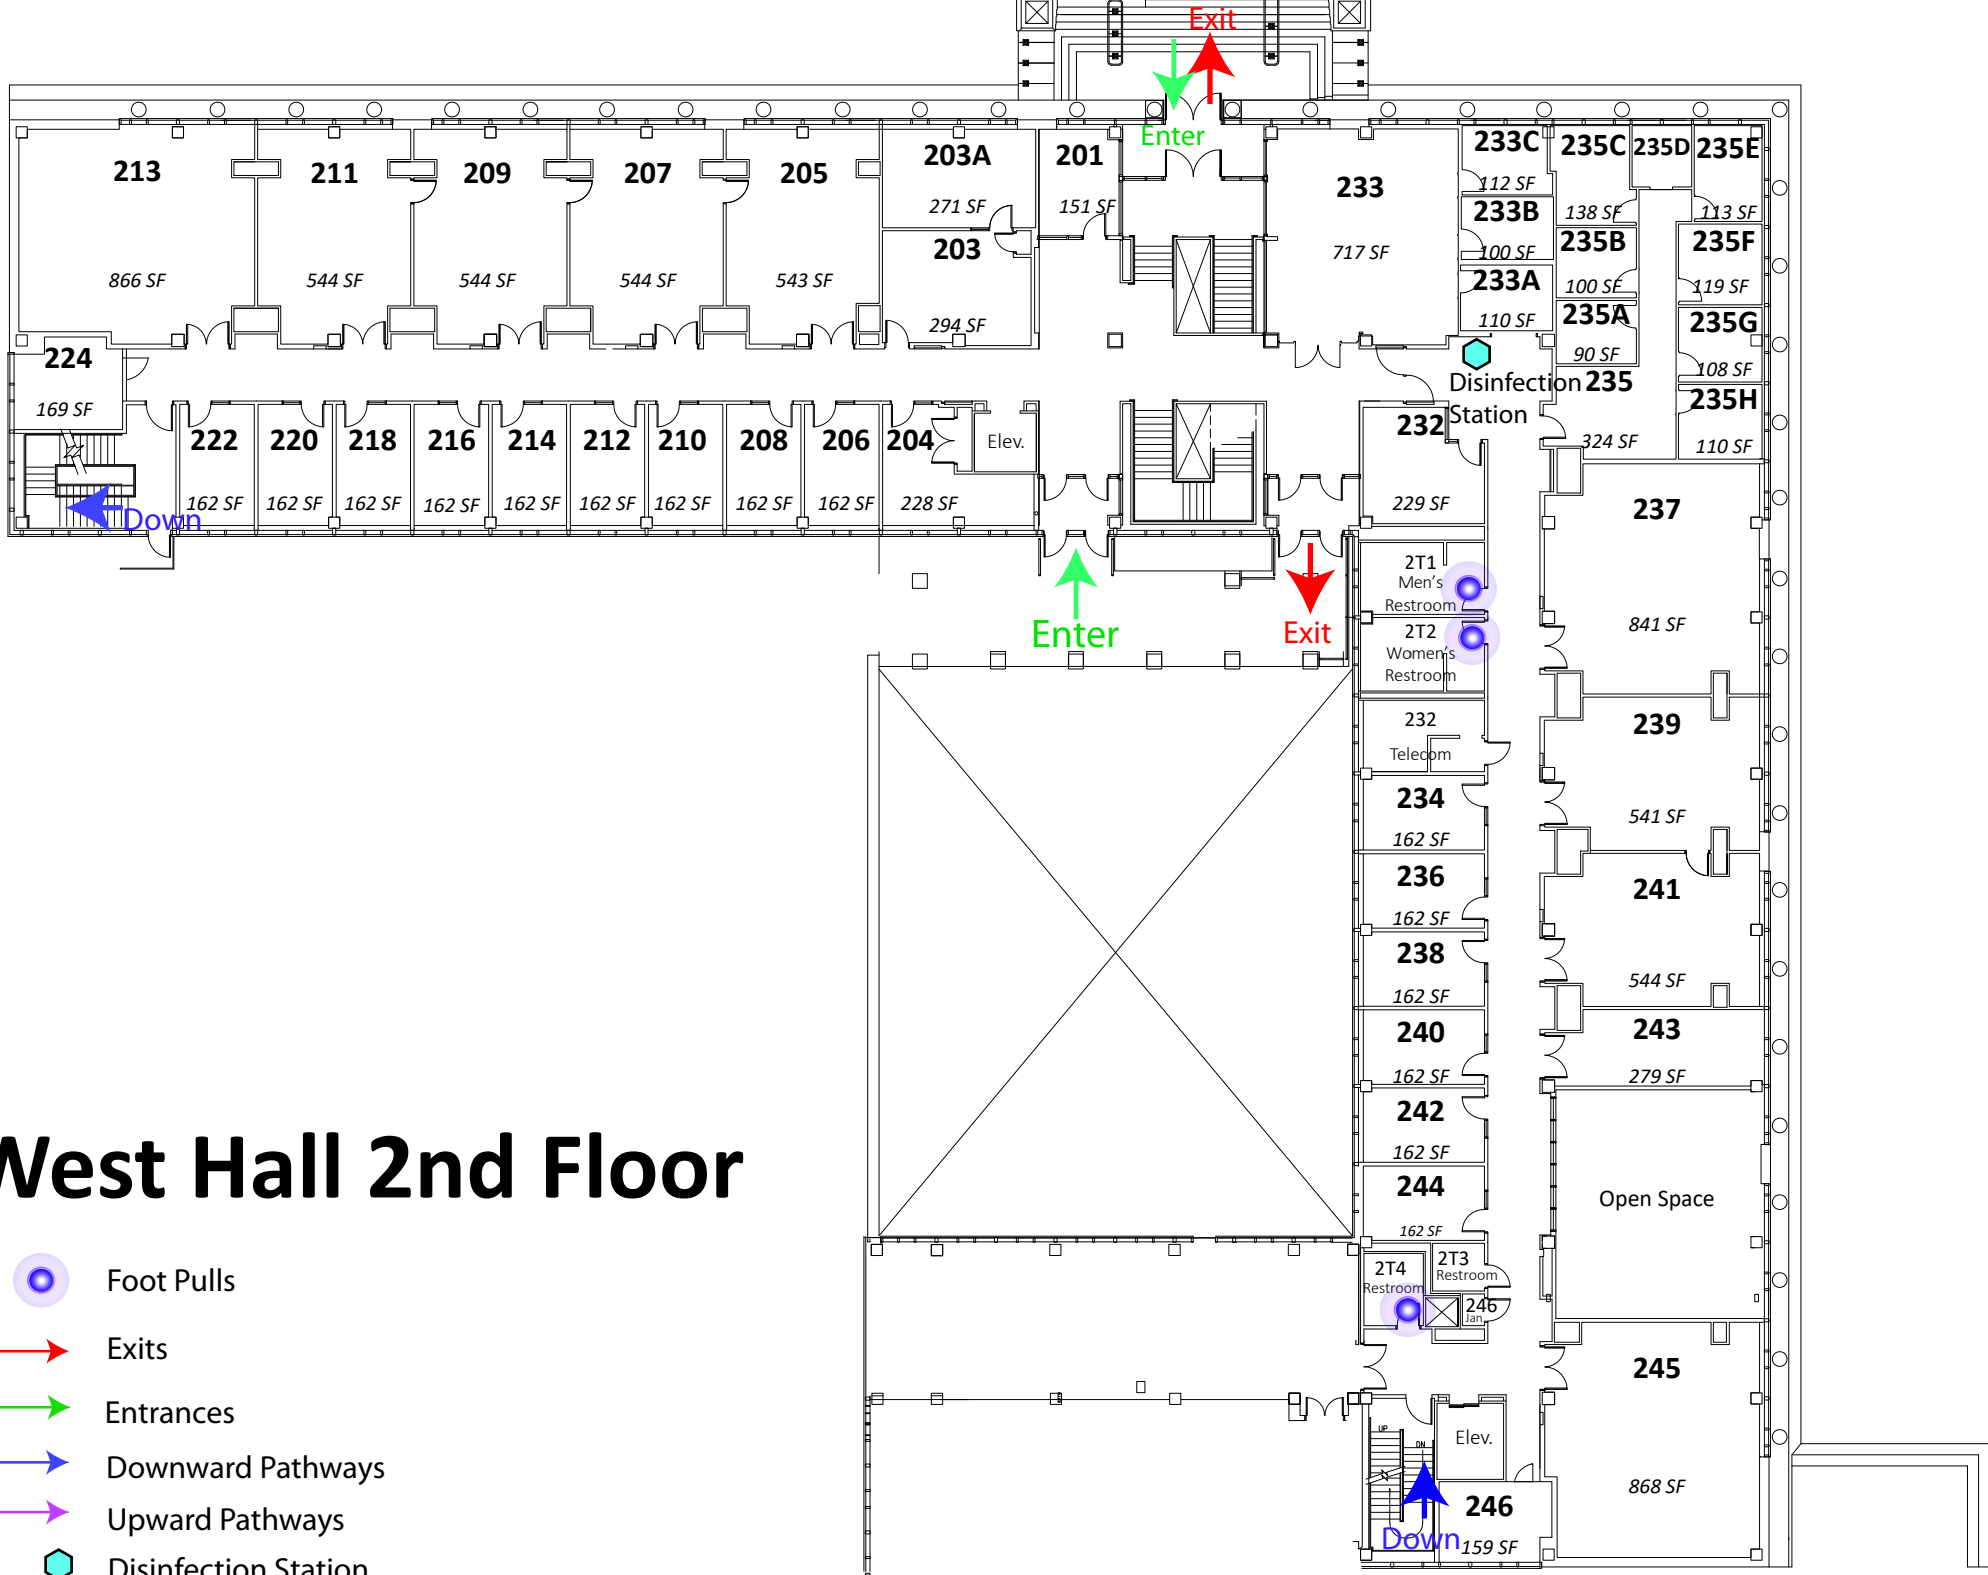 Exit
Enter
213
866 SF
211
544 SF
209
544 SF
207
544 SF
205
543 SF
203A
271 SF
203
294 SF
201
151 SF
233
717 SF
233C
112 SF
233B
100 SF
233A
110 SF
235C
138 SF
235D
235E
113 SF
235B
100 SF
235F
119 SF
235A
90 SF
235G
108 SF
235
324 SF
235H
110 SF
Disinfection
Station
224
169 SF
Down
222
162 SF
220
162 SF
218
162 SF
216
162 SF
214
162 SF
212
162 SF
210
162 SF
208
162 SF
206
162 SF
204
228 SF
Elev.
232
229 SF
Enter
Exit
2T1
Men's
Restroom
2T2
Women's
Restroom
237
841 SF
232
Telecom
239
541 SF
234
162 SF
236
162 SF
241
544 SF
238
162 SF
240
162 SF
243
279 SF
242
162 SF
244
162 SF
Open Space
2T4
Restroom
2T3
Restroom
246
Jan.
245
868 SF
UP
DN
Elev.
246
159 SF
Down
West Hall 2nd Floor
Foot Pulls
Exits
Entrances
Downward Pathways
Upward Pathways
Disinfection Station